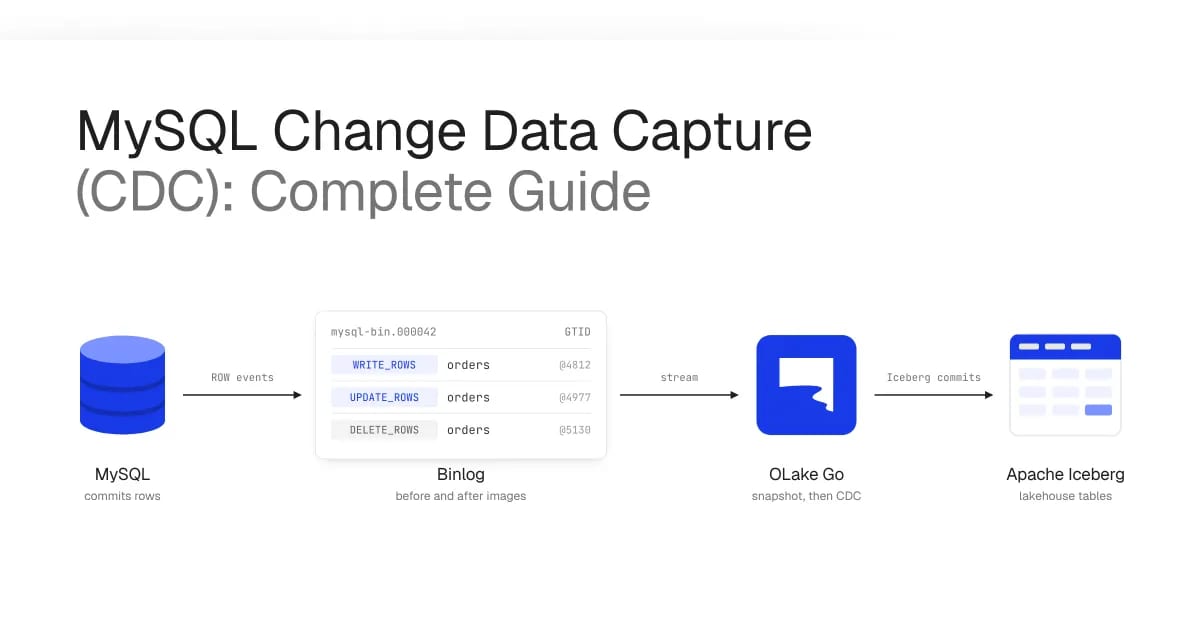 MySQL Change Data Capture
(CDC): Complete Guide
mysql-bin.000042 GTID
WRITE_ROWS orders @4812
UPDATE_ROWS orders @4977
DELETE_ROWS orders @5130
ROW events
stream
Iceberg commits
MySQL
commits rows
Binlog
before and after images
OLake Go
snapshot, then CDC
Apache Iceberg
lakehouse tables